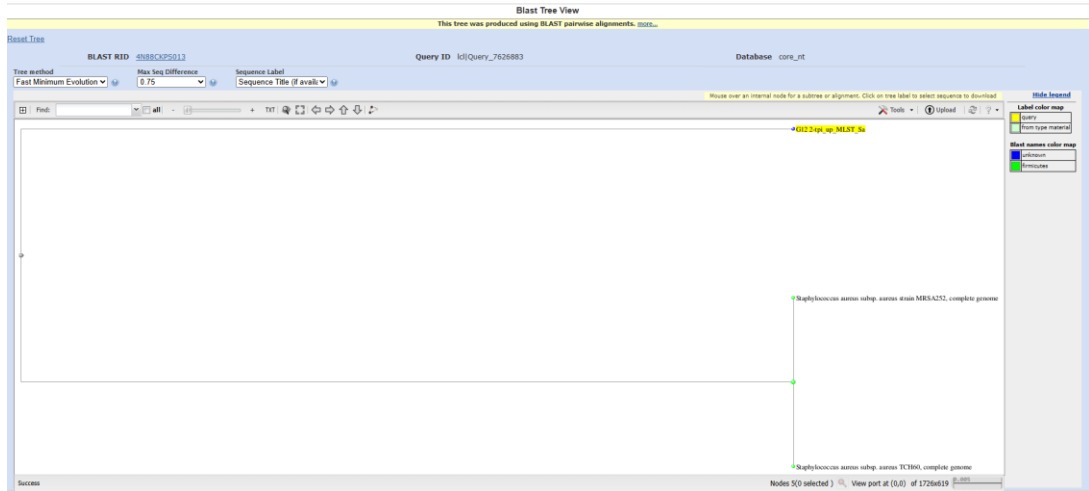 Blast Tree View
This tree was produced using BLAST pairwise alignments. more...
Reset Tree
BLAST RID 4N88CKPS013 Query ID lcl|Query_7626883 Database core_nt
Tree method Max Seq Difference Sequence Label
Fast Minimum Evolution 0.75 Sequence Title (if availa
Mouse over an internal node for a subtree or alignment. Click on tree label to select sequence to download Hide legend
Find: all - + TXT Tools Upload ?
Label color map
query
from type material
Blast names color map
unknown
firmicutes
G12 2-tpi_up_MLST_Sa
Staphylococcus aureus subsp. aureus strain MRSA252, complete genome
Staphylococcus aureus subsp. aureus TCH60, complete genome
Success Nodes 5(0 selected ) View port at (0,0) of 1726x619